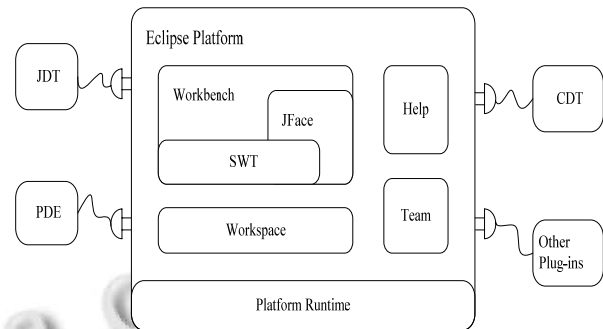 Eclipse Platform
JDT
Workbench
JFace
SWT
Help
CDT
PDE
Workspace
Team
Other
Plug-ins
Platform Runtime